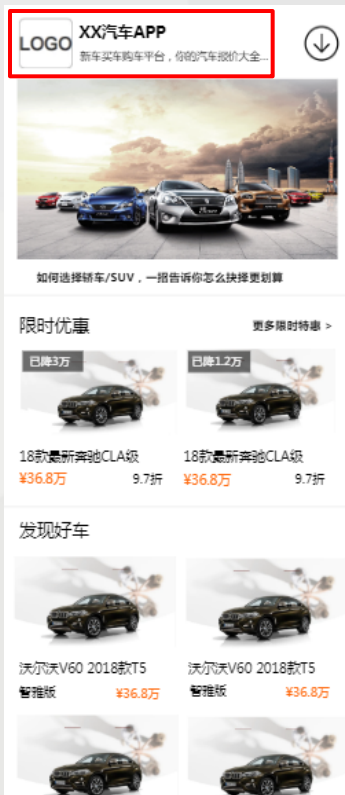 LOGO
XX汽车APP
新车买车购车平台，你的汽车报价大全...
如何选择轿车/SUV，一招告诉你怎么抉择更划算
限时优惠
更多限时特惠 >
已降3万
已降1.2万
18款最新奔驰CLA级
18款最新奔驰CLA级
¥36.8万
9.7折
¥36.8万
9.7折
发现好车
沃尔沃V60 2018款T5
沃尔沃V60 2018款T5
智雅版
¥36.8万
智雅版
¥36.8万